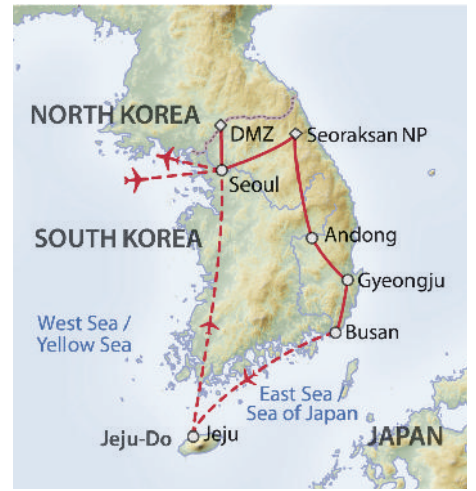 NORTH KOREA
DMZ
Seoraksan NP
Seoul
SOUTH KOREA
Andong
Gyeongju
West Sea /
Yellow Sea
Busan
East Sea /
Sea of Japan
Jeju-Do
Jeju
JAPAN